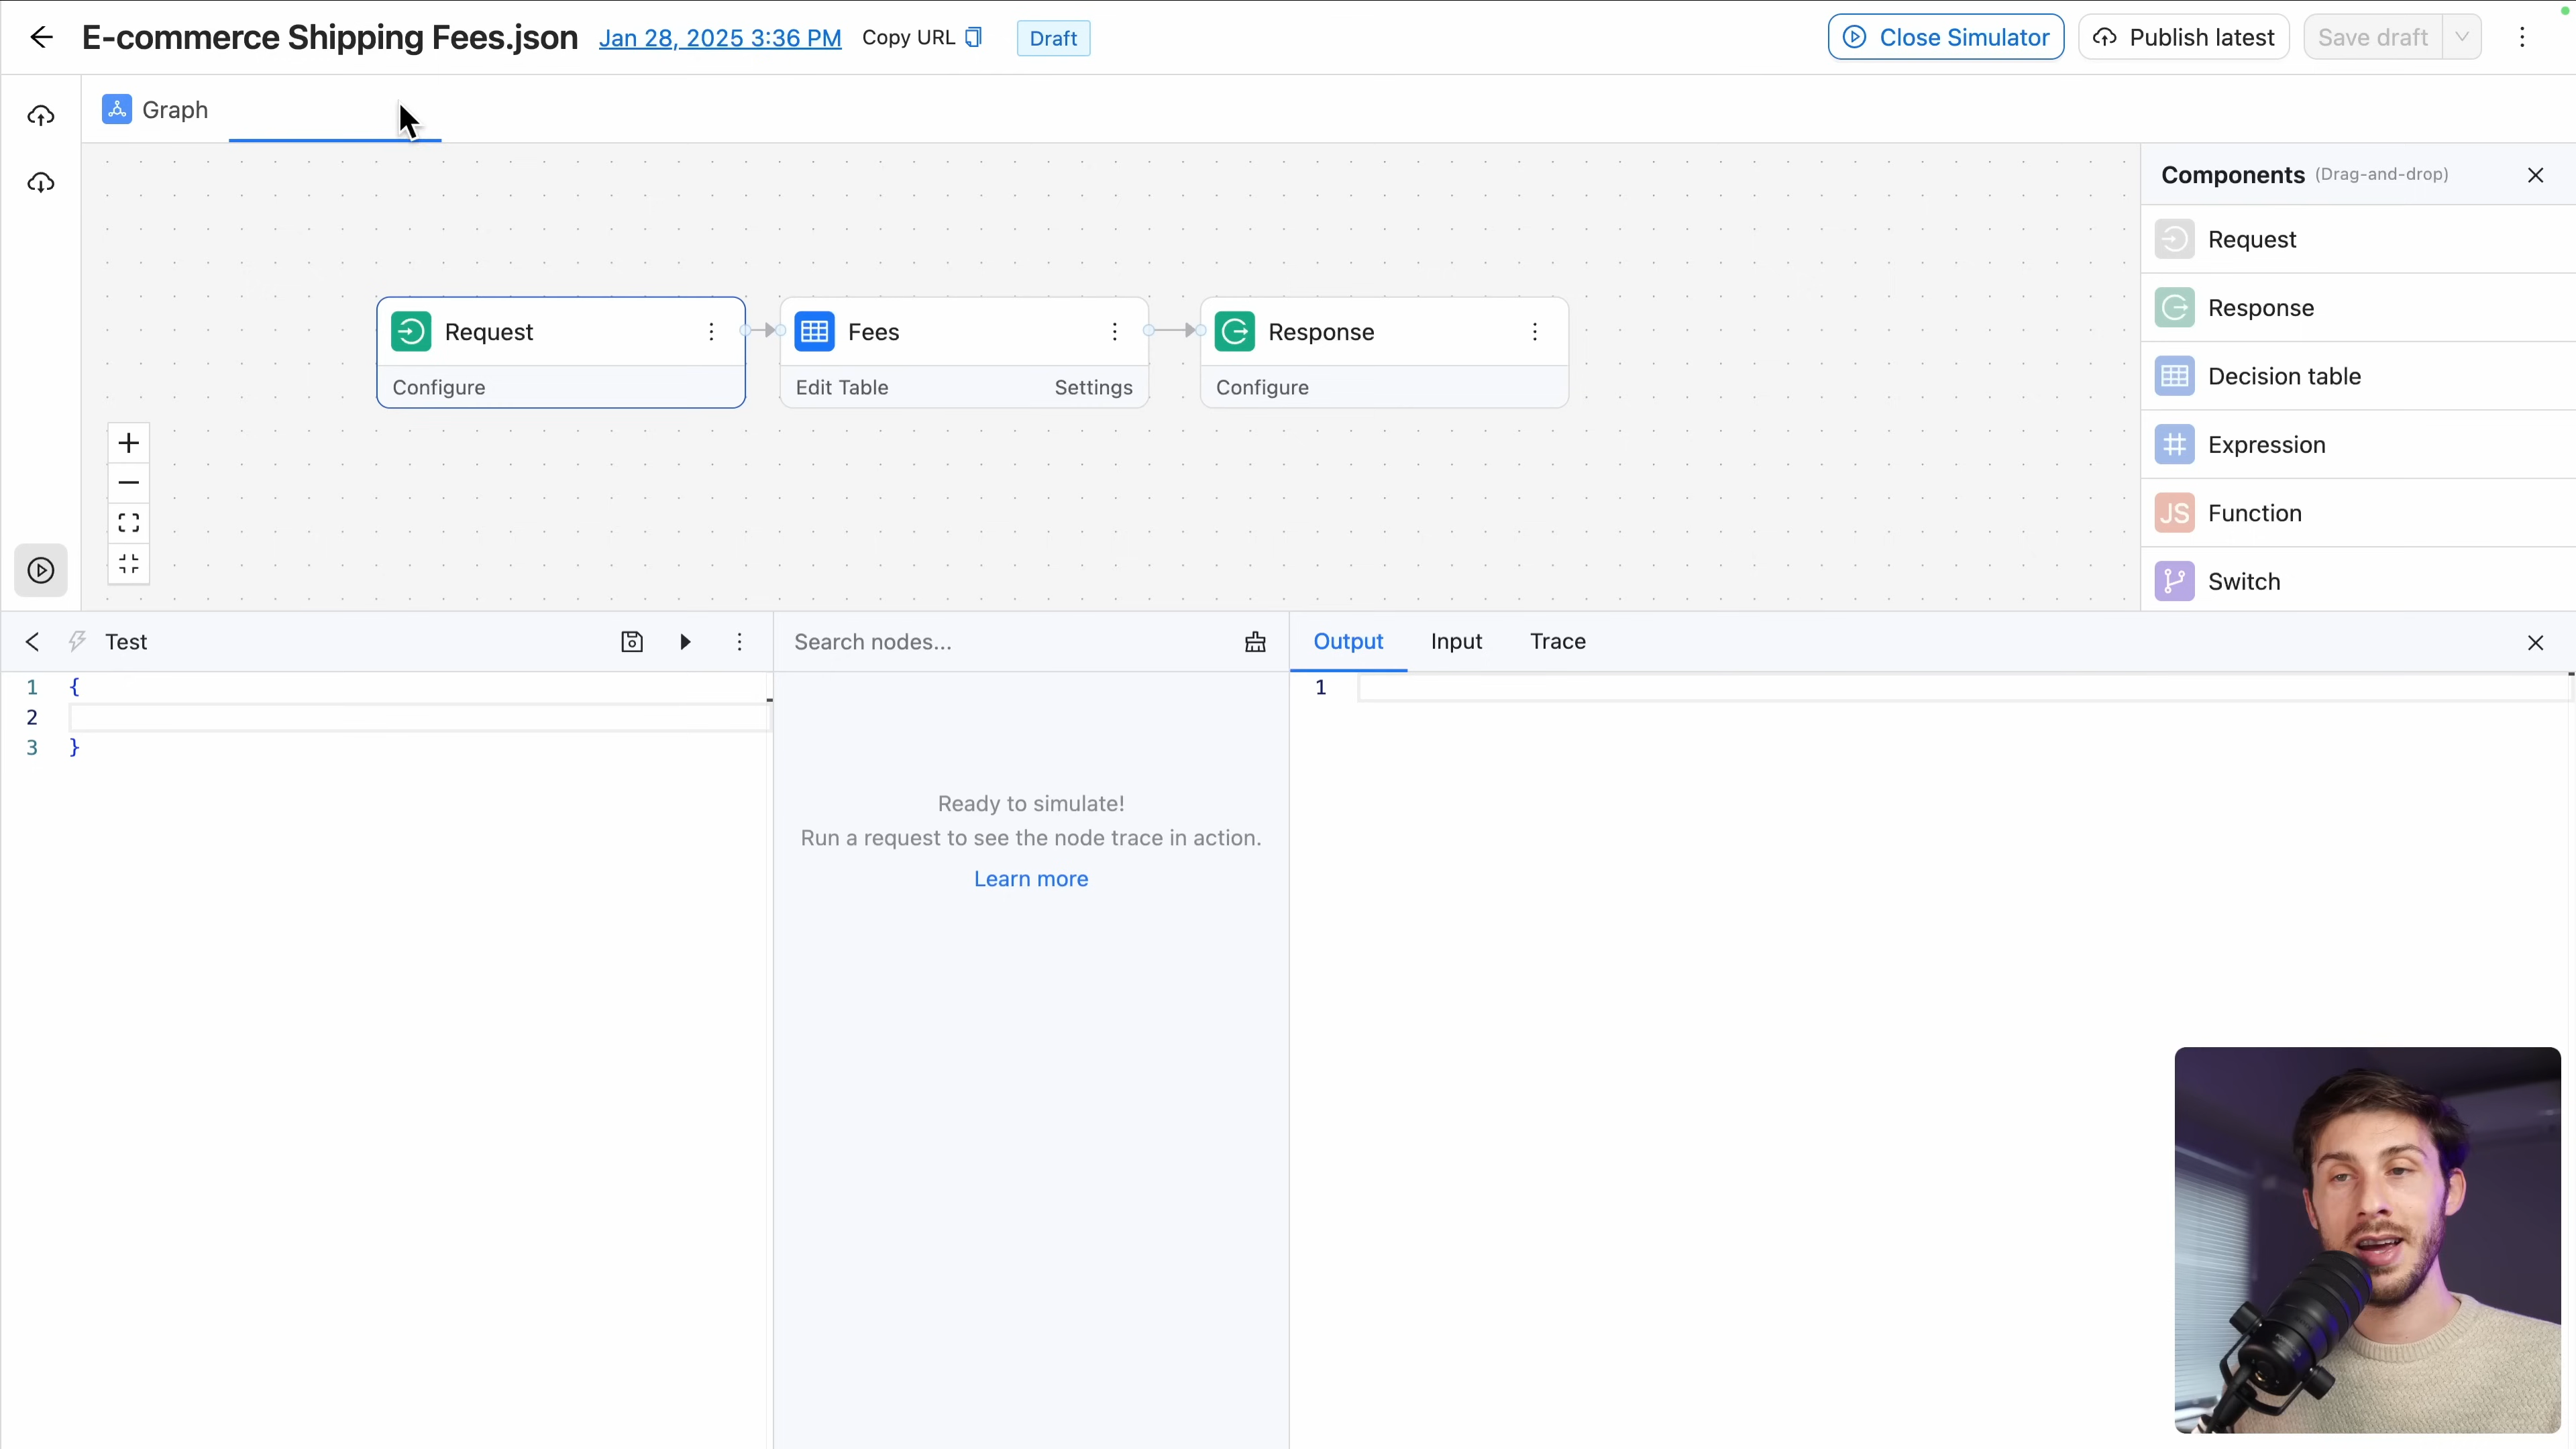 E-commerce Shipping Fees.json Jan 28, 2025 3:36 PM Copy URL Draft Close Simulator Publish latest Save draft
Graph
Components (Drag-and-drop)
Request
Response
Decision table
Expression
JS Function
Switch
Request
Configure
Fees
Edit Table Settings
Response
Configure
Test
1 {
2
3 }
Search nodes...
Ready to simulate!
Run a request to see the node trace in action.
Learn more
Output Input Trace
1